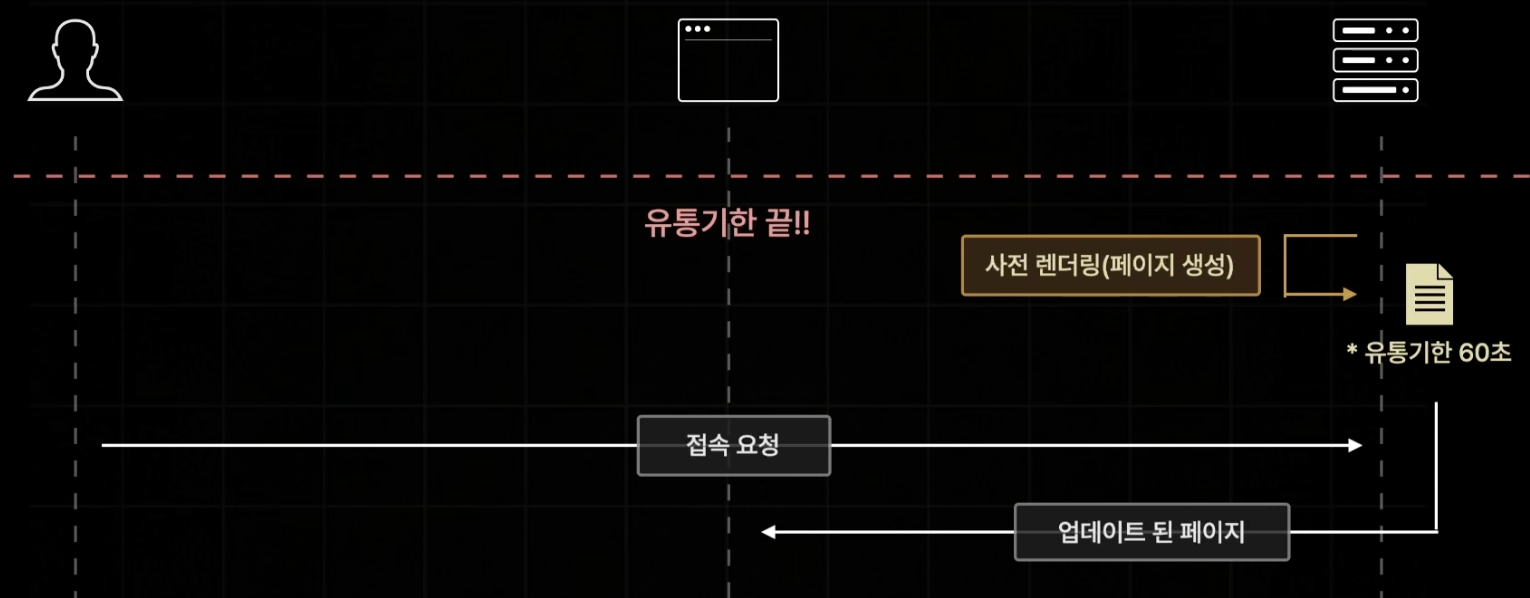 유통기한 끝!!
사전 렌더링(페이지 생성)
* 유통기한 60초
접속 요청
업데이트 된 페이지